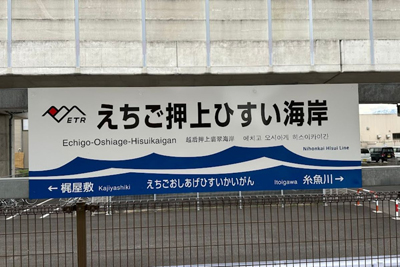 ETR
えちご押上ひすい海岸
Echigo-Oshiage-Hisuikaigan 越后押上翡翠海岸 에치고 오시아게 히스이카이간
Nihonkai Hisui Line
えちごおしあげひすいかいがん
← 梶屋敷 Kajiyashiki
Itoigawa 糸魚川 →